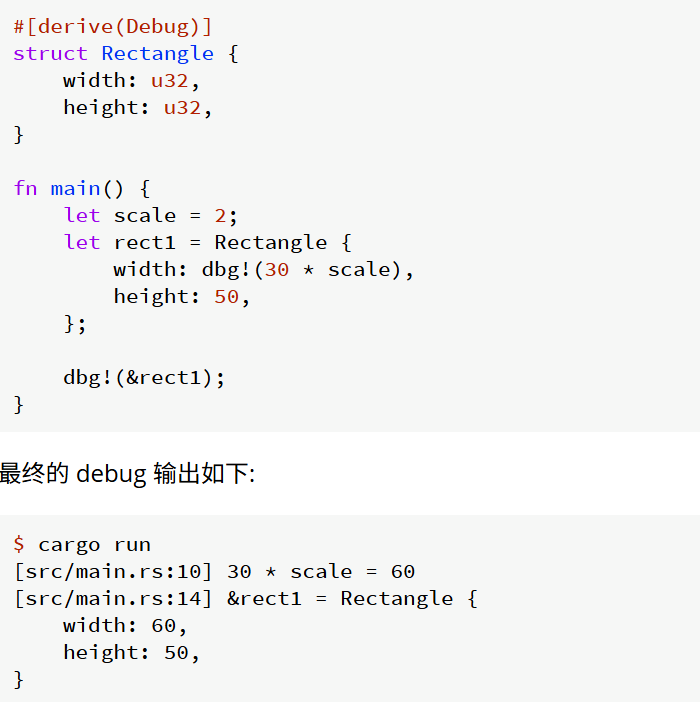 #[derive(Debug)]
struct Rectangle {
    width: u32,
    height: u32,
}

fn main() {
    let scale = 2;
    let rect1 = Rectangle {
        width: dbg!(30 * scale),
        height: 50,
    };

    dbg!(&rect1);
}

最终的 debug 输出如下:

$ cargo run
[src/main.rs:10] 30 * scale = 60
[src/main.rs:14] &rect1 = Rectangle {
    width: 60,
    height: 50,
}